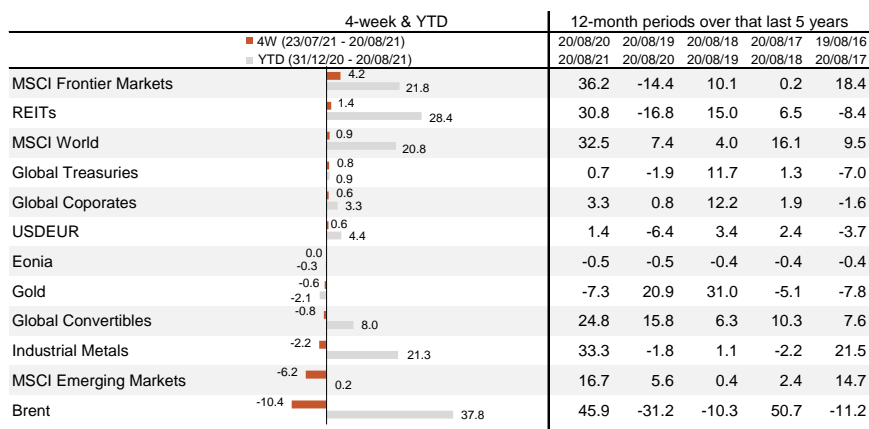 4-week & YTD 12-month periods over that last 5 years
4W (23/07/21 - 20/08/21) 20/08/20 20/08/19 20/08/18 20/08/17 19/08/16
YTD (31/12/20 - 20/08/21) 20/08/21 20/08/20 20/08/19 20/08/18 20/08/17
MSCI Frontier Markets 4.2 21.8 36.2 -14.4 10.1 0.2 18.4
REITs 1.4 28.4 30.8 -16.8 15.0 6.5 -8.4
MSCI World 0.9 20.8 32.5 7.4 4.0 16.1 9.5
Global Treasuries 0.8 0.9 0.7 -1.9 11.7 1.3 -7.0
Global Coporates 0.6 3.3 3.3 0.8 12.2 1.9 -1.6
USDEUR 0.6 4.4 1.4 -6.4 3.4 2.4 -3.7
Eonia 0.0 -0.3 -0.5 -0.5 -0.4 -0.4 -0.4
Gold -0.6 -2.1 -7.3 20.9 31.0 -5.1 -7.8
Global Convertibles -0.8 8.0 24.8 15.8 6.3 10.3 7.6
Industrial Metals -2.2 21.3 33.3 -1.8 1.1 -2.2 21.5
MSCI Emerging Markets -6.2 0.2 16.7 5.6 0.4 2.4 14.7
Brent -10.4 37.8 45.9 -31.2 -10.3 50.7 -11.2